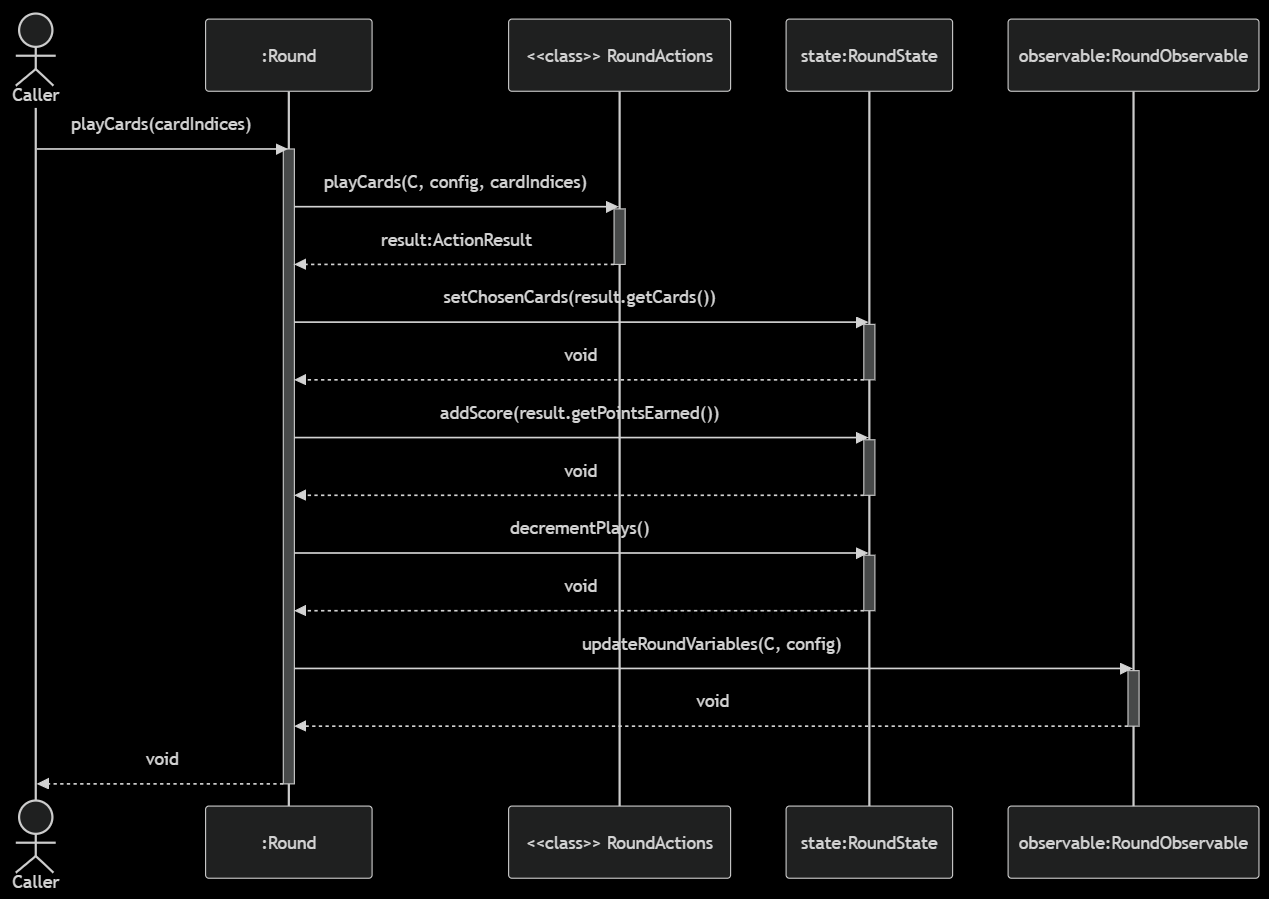 Caller
:Round
<<class>> RoundActions
state:RoundState
observable:RoundObservable
playCards(cardIndices)
playCards(C, config, cardIndices)
result:ActionResult
setChosenCards(result.getCards())
void
addScore(result.getPointsEarned())
void
decrementPlays()
void
updateRoundVariables(C, config)
void
void
Caller
:Round
<<class>> RoundActions
state:RoundState
observable:RoundObservable